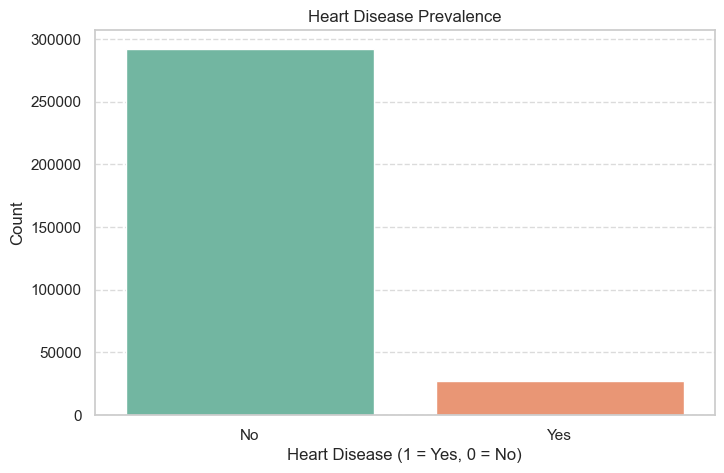 Heart Disease Prevalence
300000
250000
200000
150000
100000
50000
0
Count
No Yes
Heart Disease (1 = Yes, 0 = No)